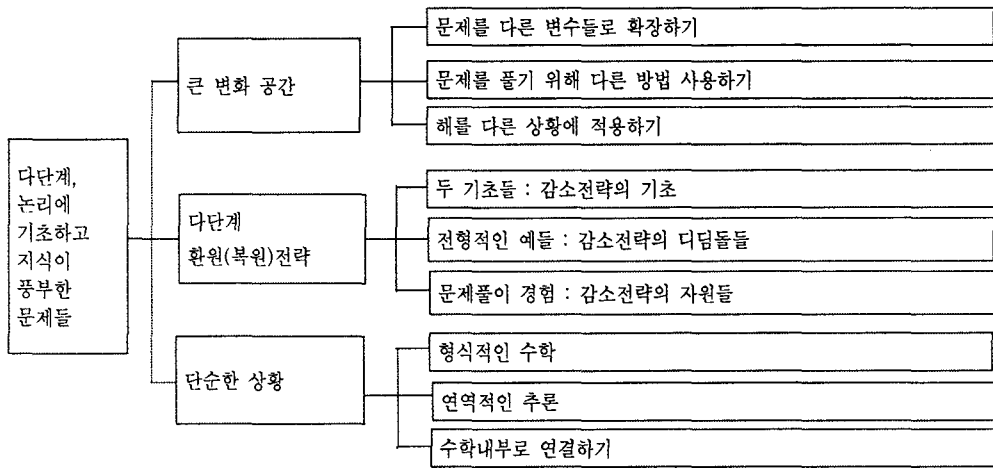 다단계,
논리에
기초하고
지식이
풍부한
문제들
큰 변화 공간
문제를 다른 변수들로 확장하기
문제를 풀기 위해 다른 방법 사용하기
해를 다른 상황에 적용하기
다단계
환원(복원)전략
두 기초들 : 감소전략의 기초
전형적인 예들 : 감소전략의 디딤돌들
문제풀이 경험 : 감소전략의 자원들
단순한 상황
형식적인 수학
연역적인 추론
수학내부로 연결하기